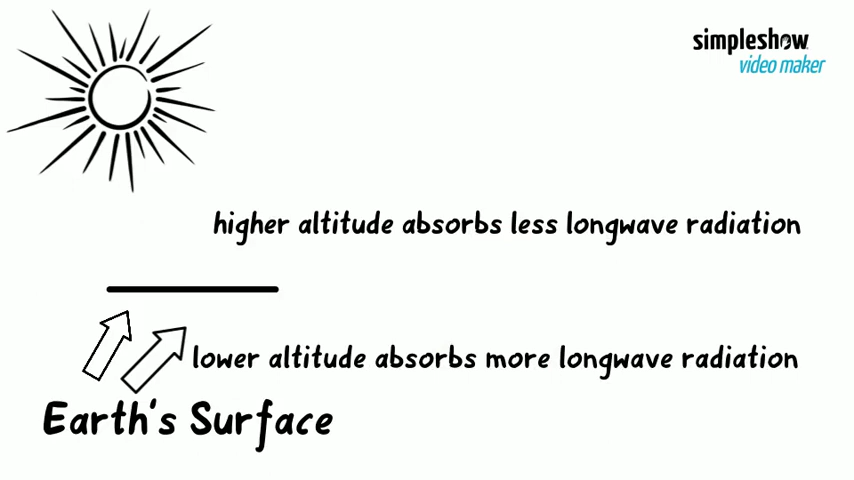 simpleshow
video maker
higher altitude absorbs less longwave radiation
lower altitude absorbs more longwave radiation
Earth's Surface